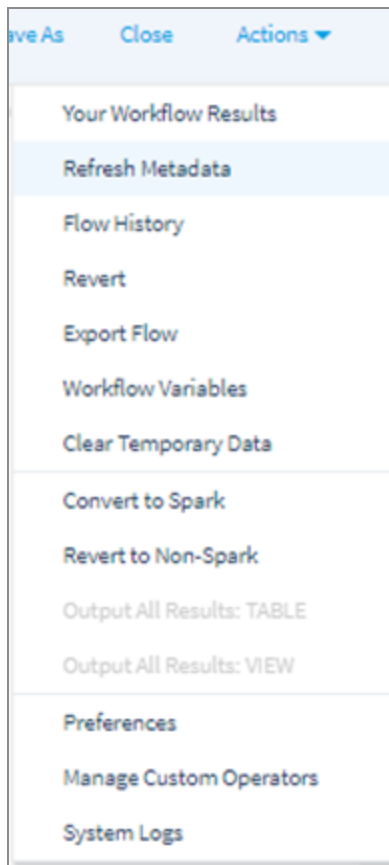 ave As Close Actions
Your Workflow Results
Refresh Metadata
Flow History
Revert
Export Flow
Workflow Variables
Clear Temporary Data
Convert to Spark
Revert to Non-Spark
Output All Results: TABLE
Output All Results: VIEW
Preferences
Manage Custom Operators
System Logs